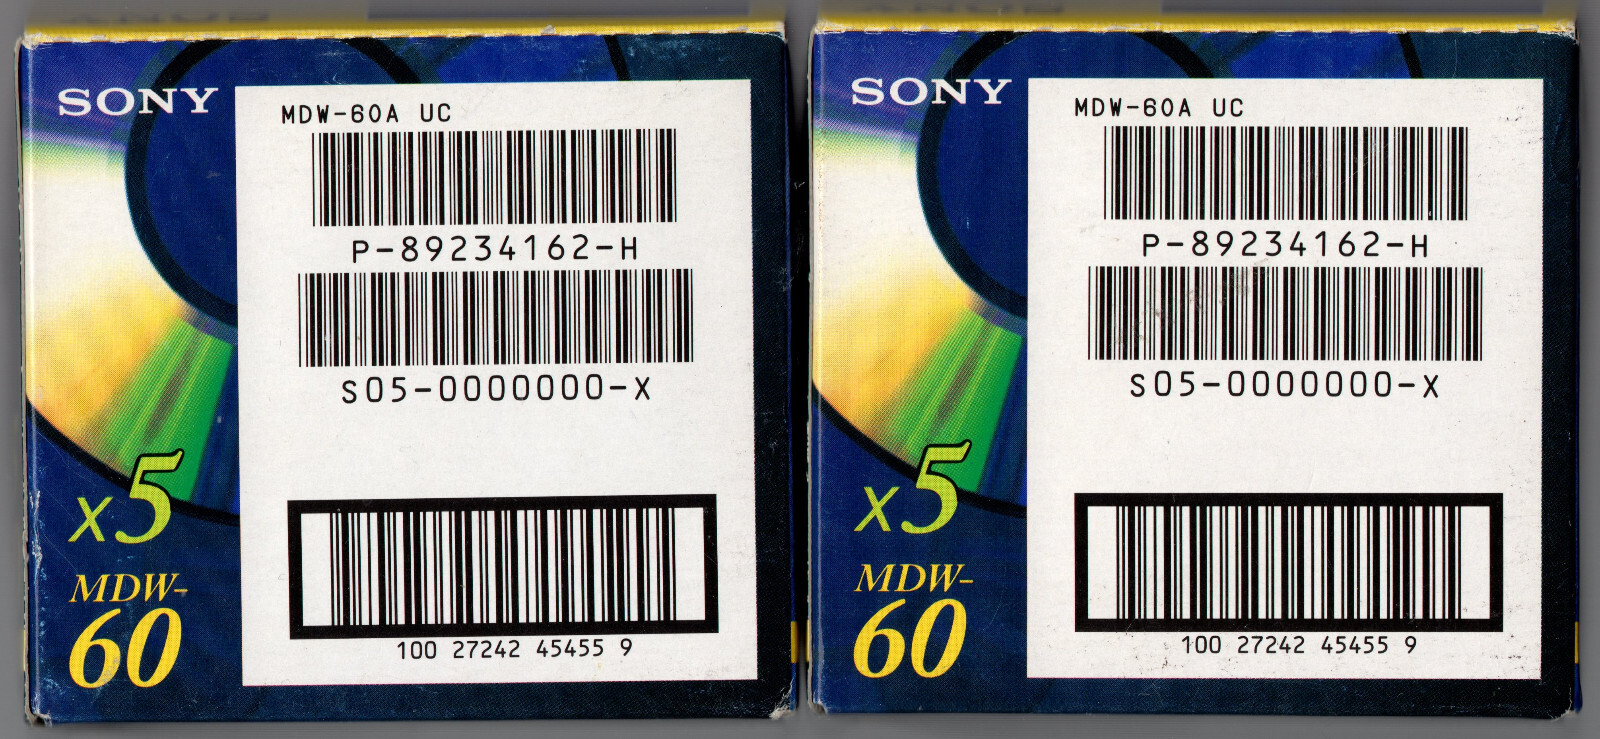 SONY
MDW-60A UC
P-89234162-H
S05-0000000-X
x5
MDW-
60
100 27242 45455 9
SONY
MDW-60A UC
P-89234162-H
S05-0000000-X
x5
MDW-
60
100 27242 45455 9